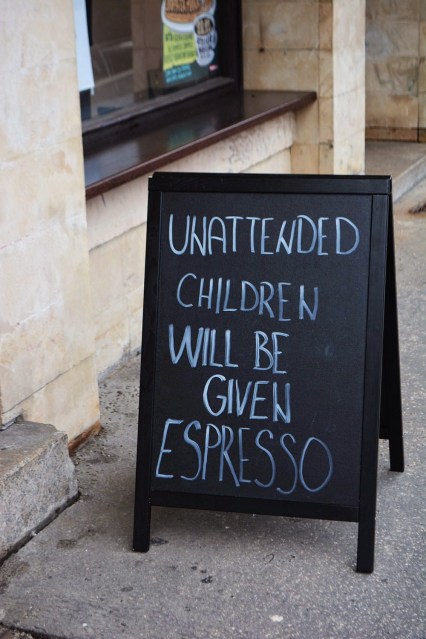 UNATTENDED
CHILDREN
WILL BE
GIVEN
ESPRESSO